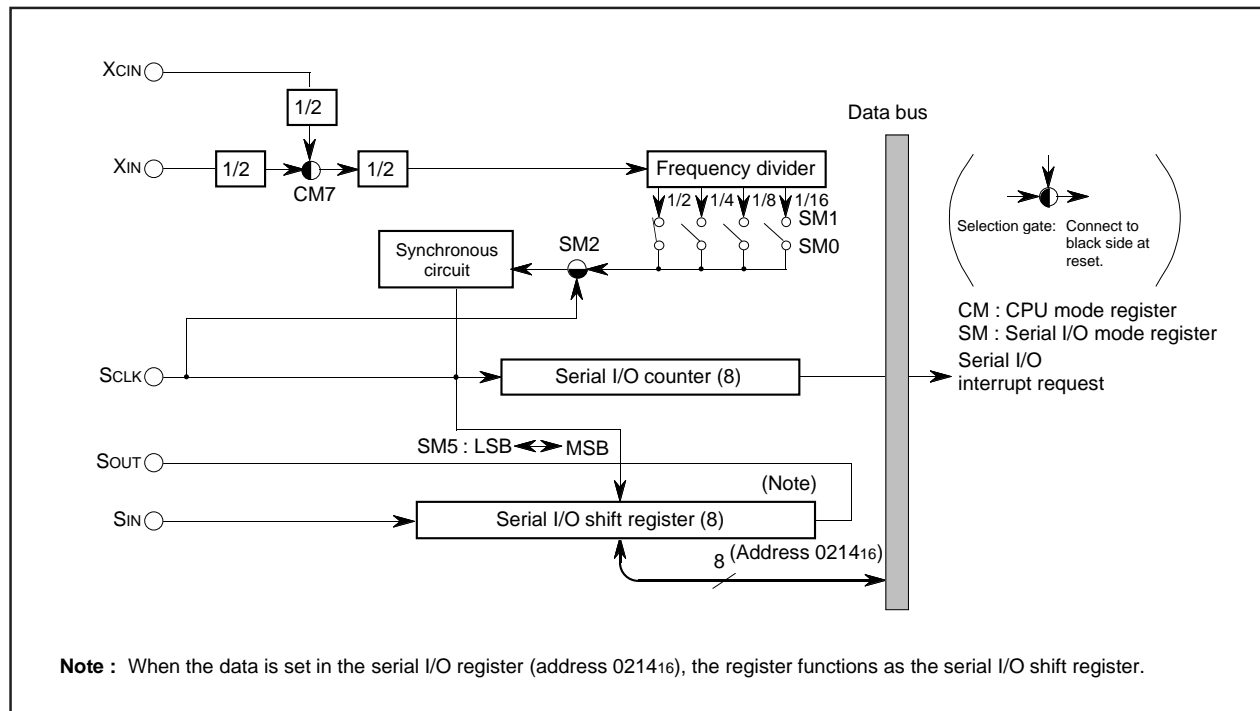 XCIN
1/2
Data bus
XIN
1/2
1/2
Frequency divider
CM7
1/2
1/4
1/8
1/16
SM1
SM0
Selection gate: Connect to
black side at
reset.
Synchronous
circuit
SM2
CM : CPU mode register
SM : Serial I/O mode register
SCLK
Serial I/O counter (8)
Serial I/O
interrupt request
SM5 : LSB MSB
SOUT
(Note)
SIN
Serial I/O shift register (8)
8
(Address 021416)
Note : When the data is set in the serial I/O register (address 021416), the register functions as the serial I/O shift register.